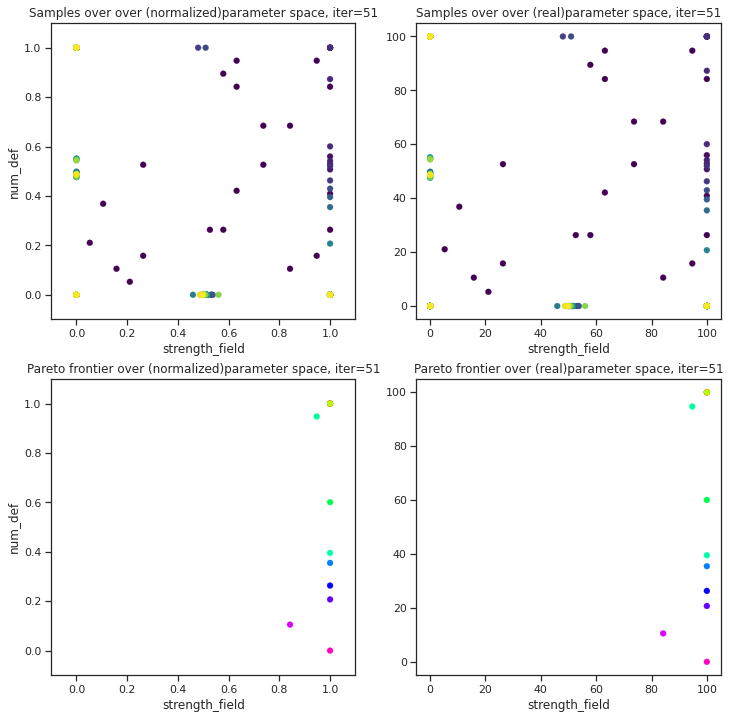 Samples over over (normalized)parameter space, iter=51
1.0
0.8
0.6
0.4
0.2
0.0
num_def
0.0 0.2 0.4 0.6 0.8 1.0
strength_field
Samples over over (real)parameter space, iter=51
100
80
60
40
20
0
0 20 40 60 80 100
strength_field
Pareto frontier over (normalized)parameter space, iter=51
1.0
0.8
0.6
0.4
0.2
0.0
num_def
0.0 0.2 0.4 0.6 0.8 1.0
strength_field
Pareto frontier over (real)parameter space, iter=51
100
80
60
40
20
0
0 20 40 60 80 100
strength_field